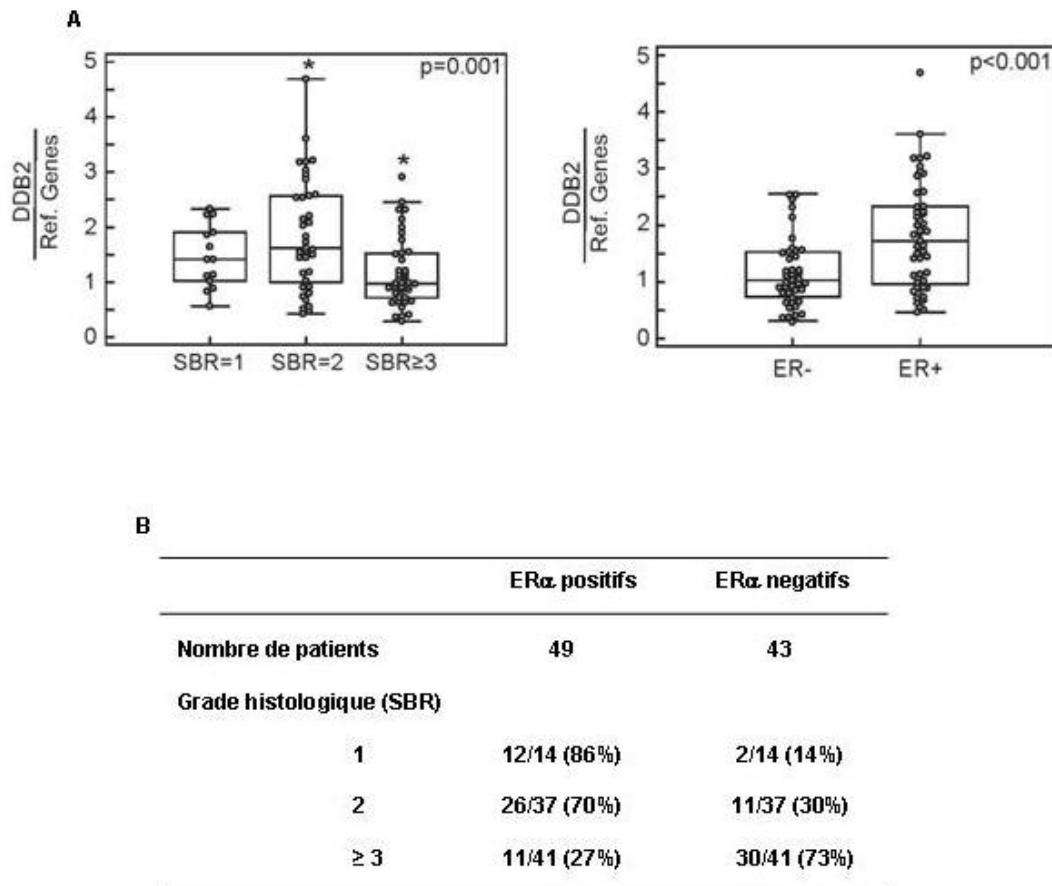 A
p=0.001
DDB2
Ref. Genes
5
4
3
2
1
0
*
*
SBR=1 SBR=2 SBR≥3
p<0.001
DDB2
Ref. Genes
5
4
3
2
1
0
ER- ER+
B
ERα positifs ERα negatifs
Nombre de patients 49 43
Grade histologique (SBR)
1 12/14 (86%) 2/14 (14%)
2 26/37 (70%) 11/37 (30%)
≥ 3 11/41 (27%) 30/41 (73%)